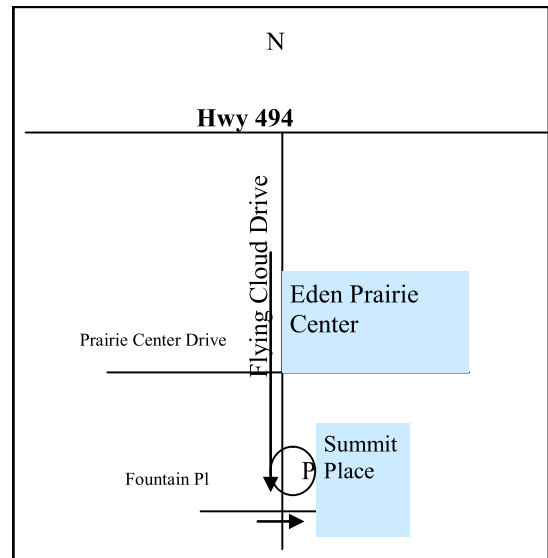 N
Hwy 494
Flying Cloud Drive
Eden Prairie
Center
Prairie Center Drive
Summit
Place
P
Fountain Pl